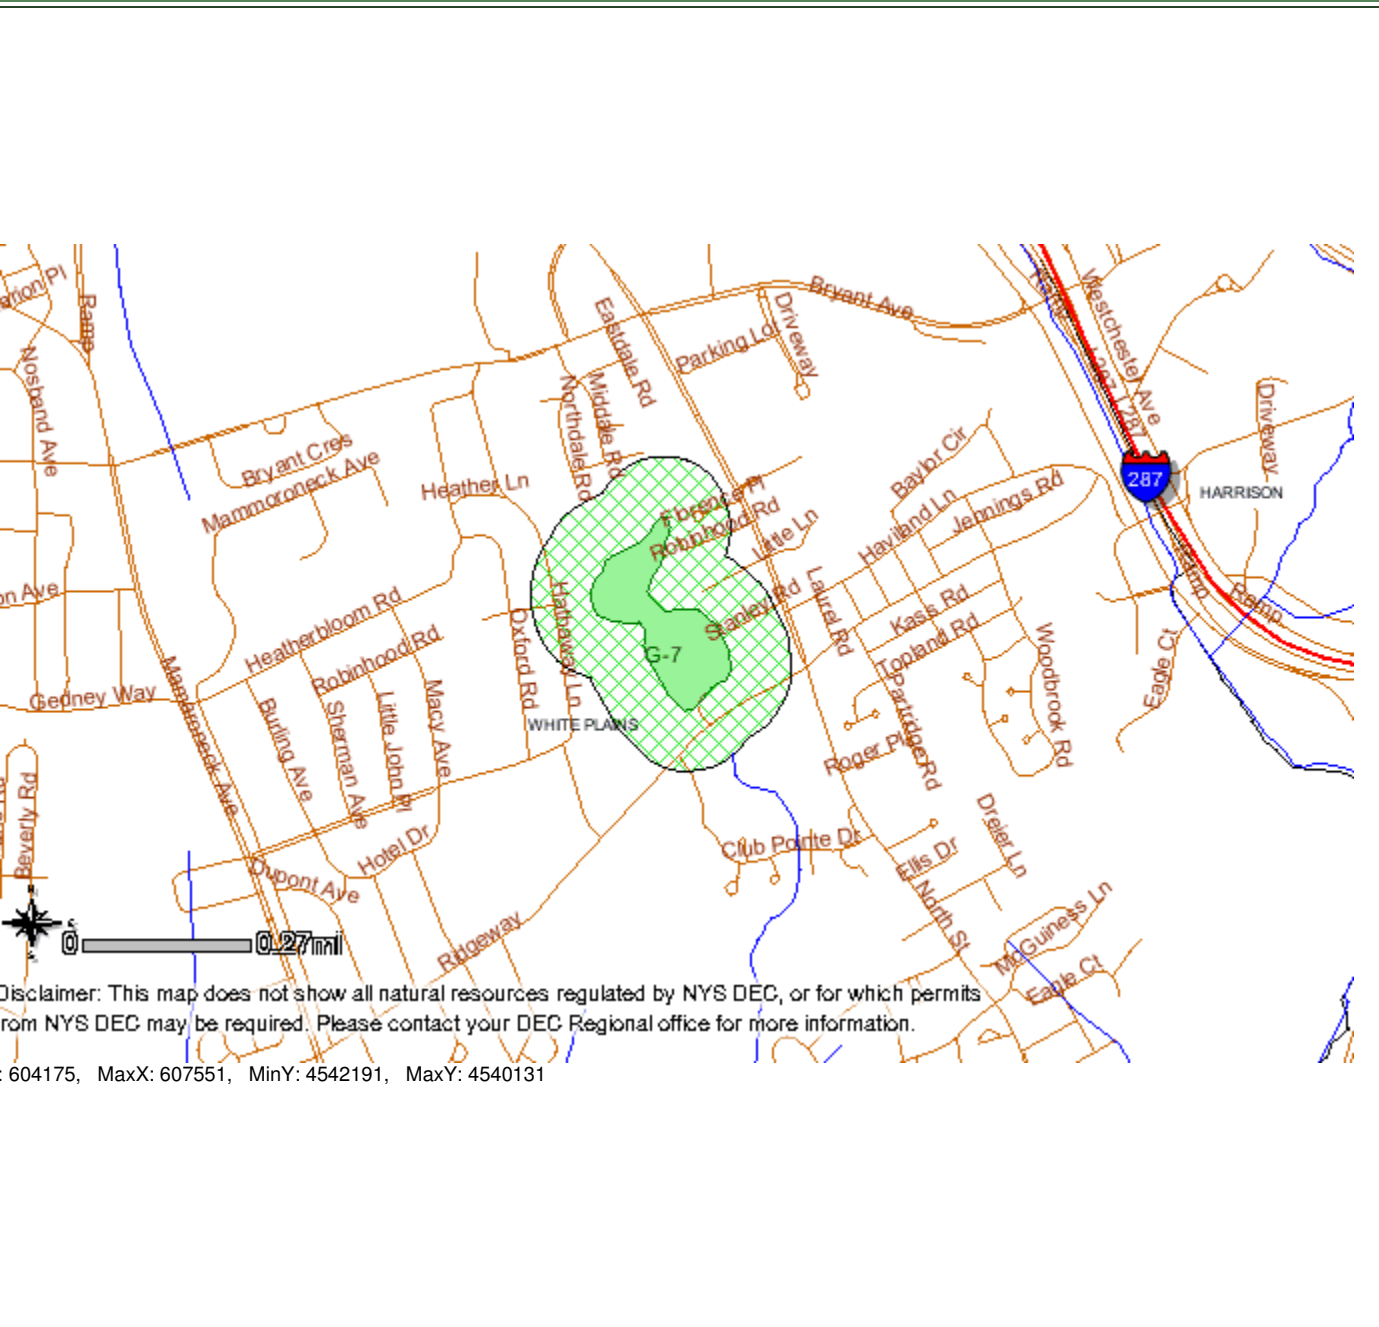 Ramp
Nosband Ave
Bryant Cres
Mammoroneck Ave
Heather Ln
Eastdale Rd
Middale Rd
Northdale Rd
Parking Lot
Driveway
Bryant Ave
Westchester Ave
Driveway
287
HARRISON
Baylor Cir
Haviland Ln
Jennings Rd
Florence Pl
Robinhood Rd
Little Ln
Stanley Rd
Laurel Rd
Kass Rd
Topland Rd
Partridge Rd
Roger Pl
Woodbrook Rd
Eagle Ct
Ramp
Ramp
Heatherbloom Rd
Robinhood Rd
Hathaway Ln
Oxford Rd
G-7
WHITE PLAINS
Gedney Way
Mamaroneck Ave
Burling Ave
Sherman Ave
Little John Pl
Macy Ave
Beverly Rd
Hotel Dr
Dupont Ave
Ridgeway
Club Pointe Dr
Ellis Dr
Dreier Ln
North St
McGuiness Ln
Eagle Ct
0 0.27mi
Disclaimer: This map does not show all natural resources regulated by NYS DEC, or for which permits
from NYS DEC may be required. Please contact your DEC Regional office for more information.
: 604175, MaxX: 607551, MinY: 4542191, MaxY: 4540131